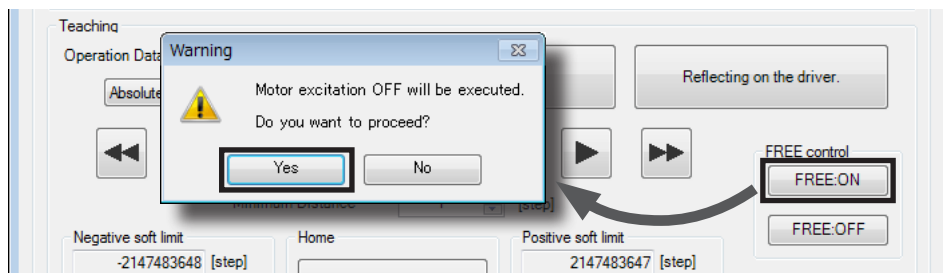 Teaching
Operation Data
Warning
Absolute
Motor excitation OFF will be executed.
Do you want to proceed?
Yes
No
Reflecting on the driver.
FREE control
FREE:ON
FREE:OFF
Minimum Distance
[step]
Negative soft limit
Home
Positive soft limit
-2147483648 [step]
2147483647 [step]